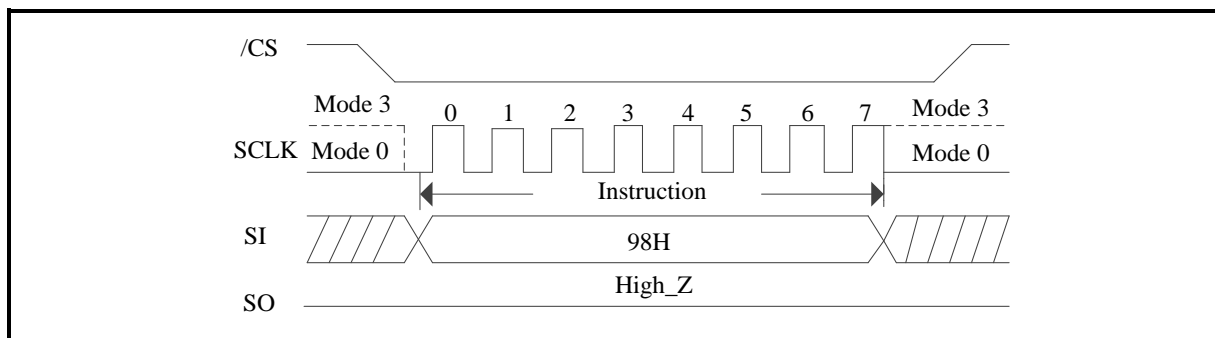 /CS
Mode 3 0 1 2 3 4 5 6 7 Mode 3
SCLK Mode 0 Mode 0
Instruction
SI 98H
High_Z
SO